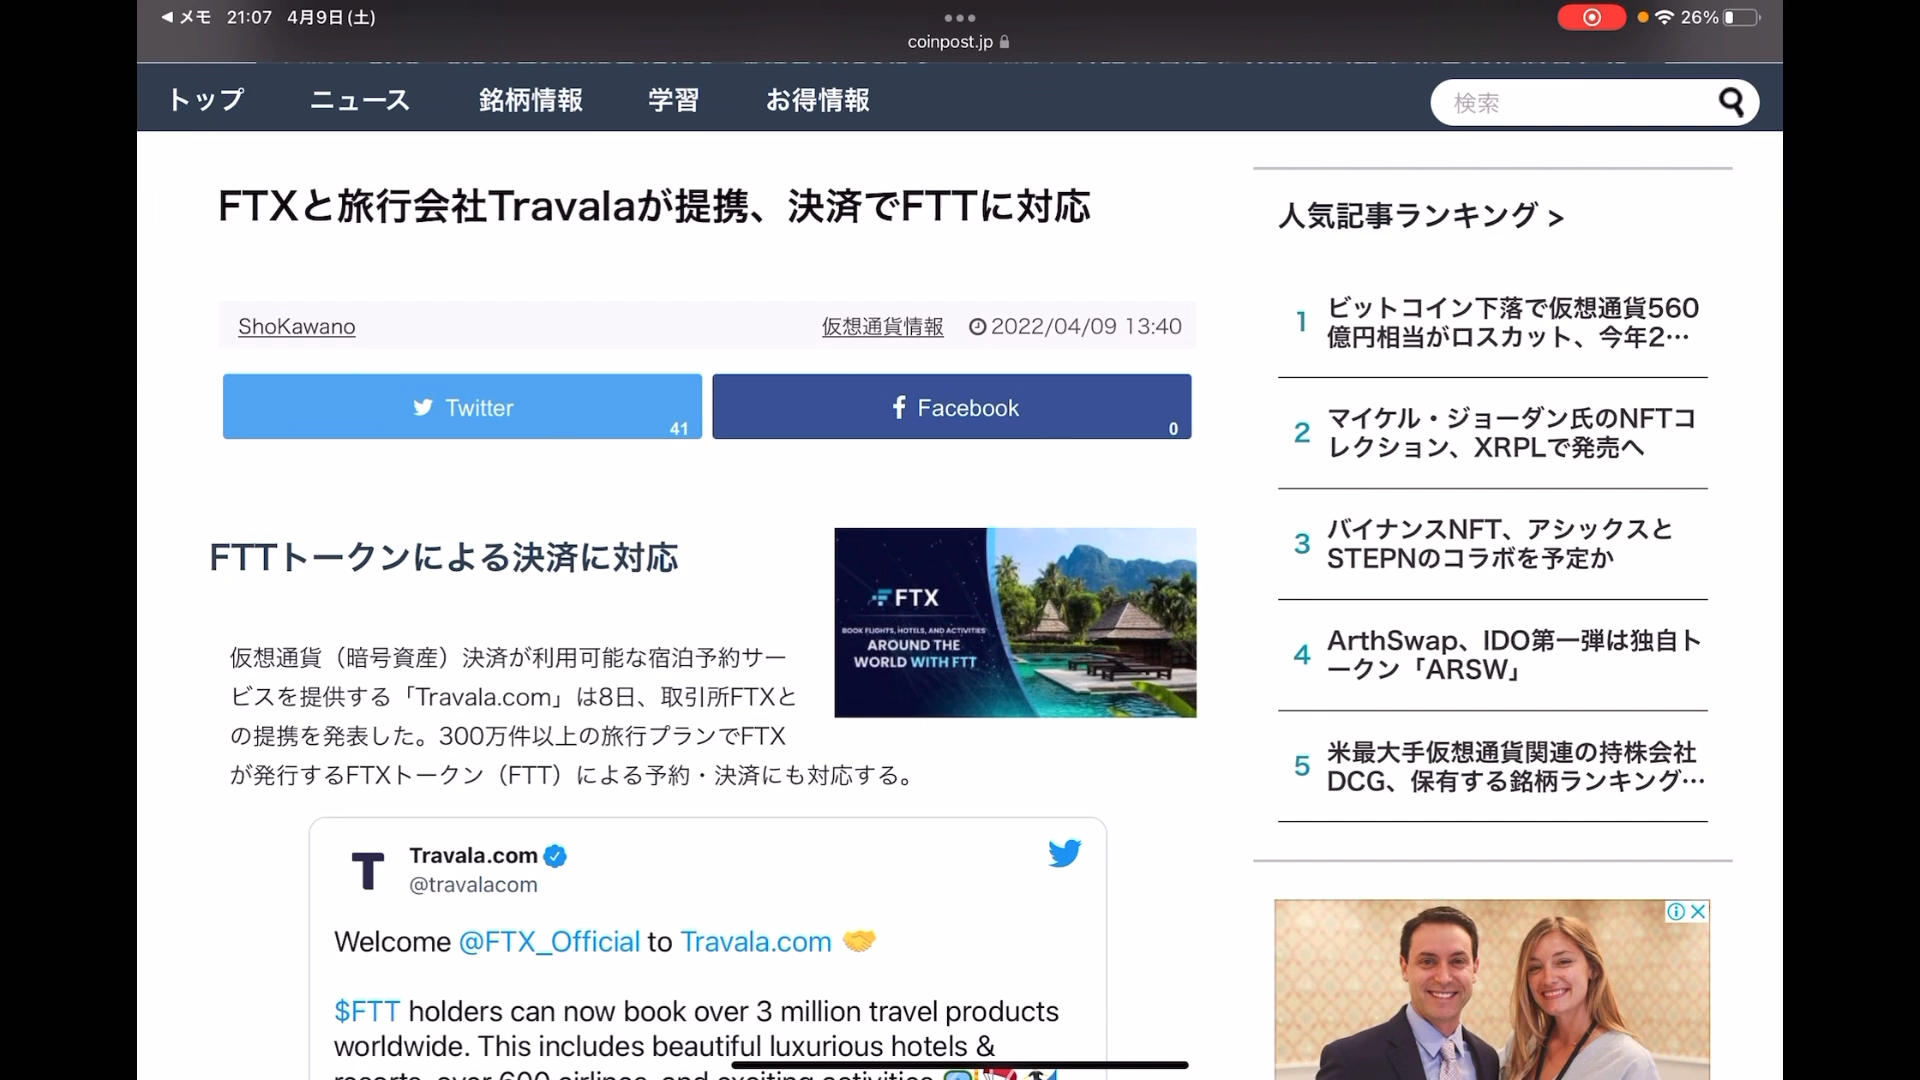 メモ 21:07 4月9日(土)
26%
coinpost.jp
トップ ニュース 銘柄情報 学習 お得情報
検索
FTXと旅行会社Travalaが提携、決済でFTTに対応
ShoKawano 仮想通貨情報 2022/04/09 13:40
Twitter 41
Facebook 0
FTTトークンによる決済に対応
FTX
BOOK FLIGHTS, HOTELS, AND ACTIVITIES
AROUND THE
WORLD WITH FTT
仮想通貨（暗号資産）決済が利用可能な宿泊予約サー
ビスを提供する「Travala.com」は8日、取引所FTXと
の提携を発表した。300万件以上の旅行プランでFTX
が発行するFTXトークン（FTT）による予約・決済にも対応する。
T
Travala.com
@travalacom
Welcome @FTX_Official to Travala.com 🤝
$FTT holders can now book over 3 million travel products
worldwide. This includes beautiful luxurious hotels &
resorts, over 600 airlines, and exciting activities
人気記事ランキング >
1 ビットコイン下落で仮想通貨560
億円相当がロスカット、今年2…
2 マイケル・ジョーダン氏のNFTコ
レクション、XRPLで発売へ
3 バイナンスNFT、アシックスと
STEPNのコラボを予定か
4 ArthSwap、IDO第一弾は独自ト
ークン「ARSW」
5 米最大手仮想通貨関連の持株会社
DCG、保有する銘柄ランキング…